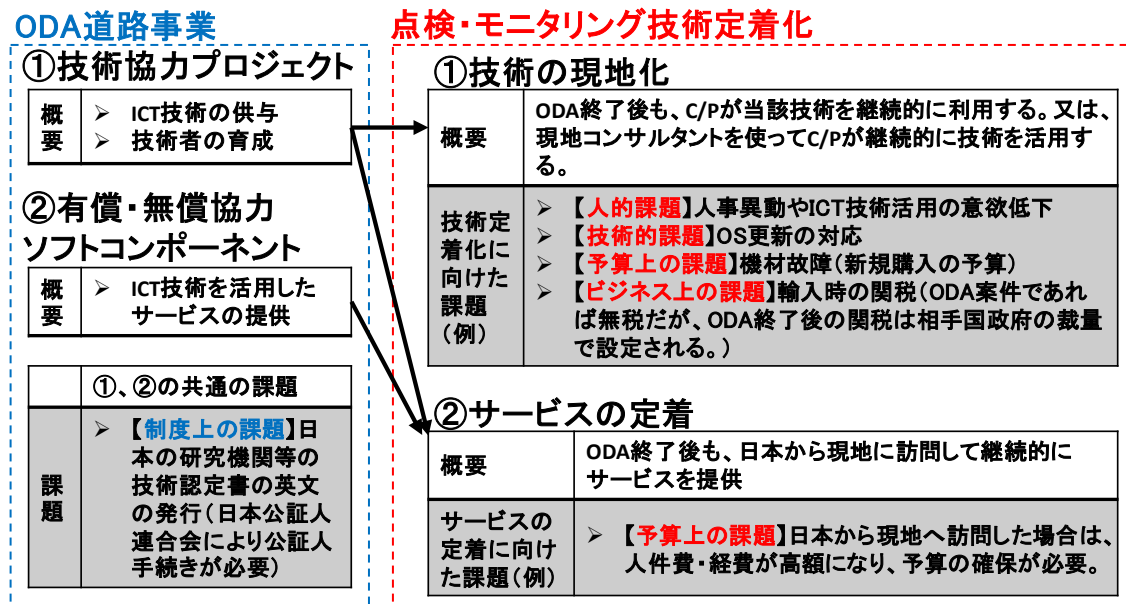 ODA道路事業
①技術協力プロジェクト
概要
➢ ICT技術の供与
➢ 技術者の育成
②有償・無償協力
ソフトコンポーネント
概要
➢ ICT技術を活用した
サービスの提供
①、②の共通の課題
課題
➢ 【制度上の課題】日
本の研究機関等の
技術認定書の英文
の発行(日本公証人
連合会により公証人
手続きが必要)
点検・モニタリング技術定着化
①技術の現地化
概要
ODA終了後も、C/Pが当該技術を継続的に利用する。又は、
現地コンサルタントを使ってC/Pが継続的に技術を活用す
る。
技術定
着化に
向けた
課題
(例)
➢ 【人的課題】人事異動やICT技術活用の意欲低下
➢ 【技術的課題】OS更新の対応
➢ 【予算上の課題】機材故障(新規購入の予算)
➢ 【ビジネス上の課題】輸入時の関税(ODA案件であれ
ば無税だが、ODA終了後の関税は相手国政府の裁量
で設定される。)
②サービスの定着
概要
ODA終了後も、日本から現地に訪問して継続的に
サービスを提供
サービスの
定着に向け
た課題(例)
➢ 【予算上の課題】日本から現地へ訪問した場合は、
人件費・経費が高額になり、予算の確保が必要。